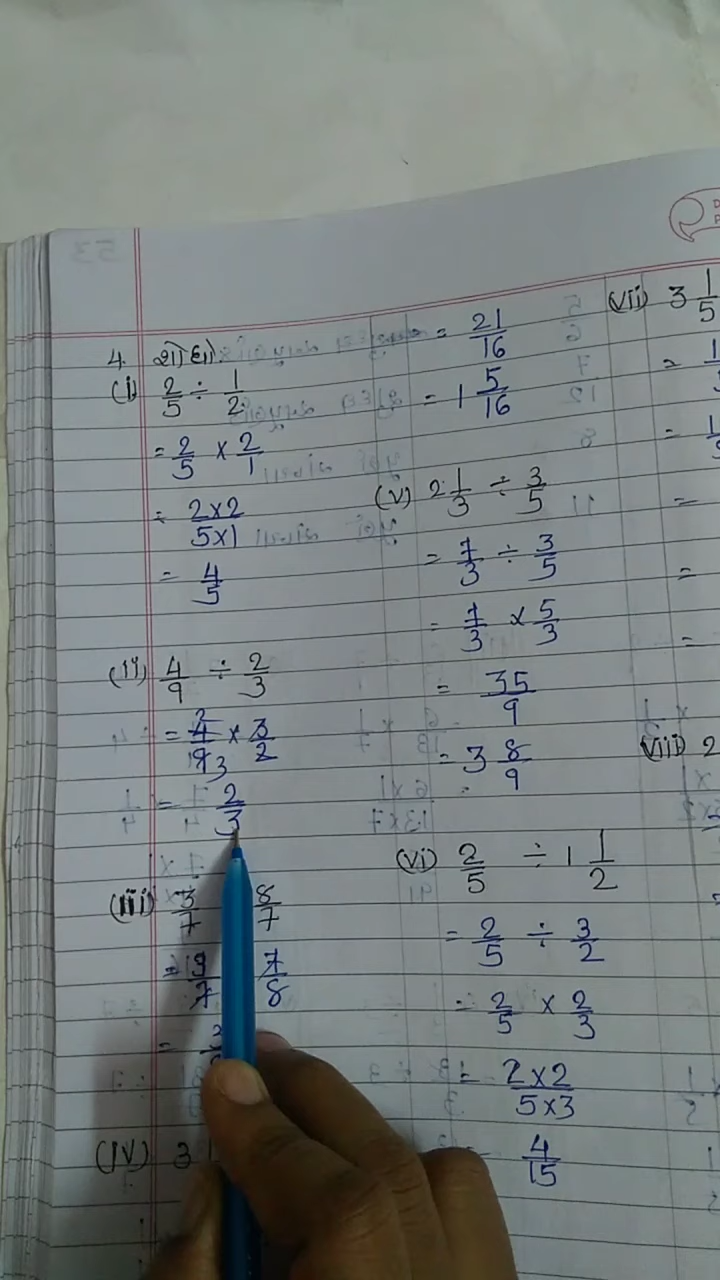 4. શોધો.
(i) 2/5 ÷ 1/2
= 2/5 × 2/1
= 2×2/5×1
= 4/5
(ii) 4/9 ÷ 2/3
= 4/9 × 3/2
= 2/3
(iii) 3/7 8/7
= 3/7 7/8
=
(iv) 3
= 21/16
= 1 5/16
(v) 2 1/3 ÷ 3/5
= 7/3 ÷ 3/5
= 7/3 × 5/3
= 35/9
= 3 8/9
(vi) 2/5 ÷ 1 1/2
= 2/5 ÷ 3/2
= 2/5 × 2/3
= 2×2/5×3
= 4/15
(vii) 3 1/5
=
=
=
=
=
(viii) 2